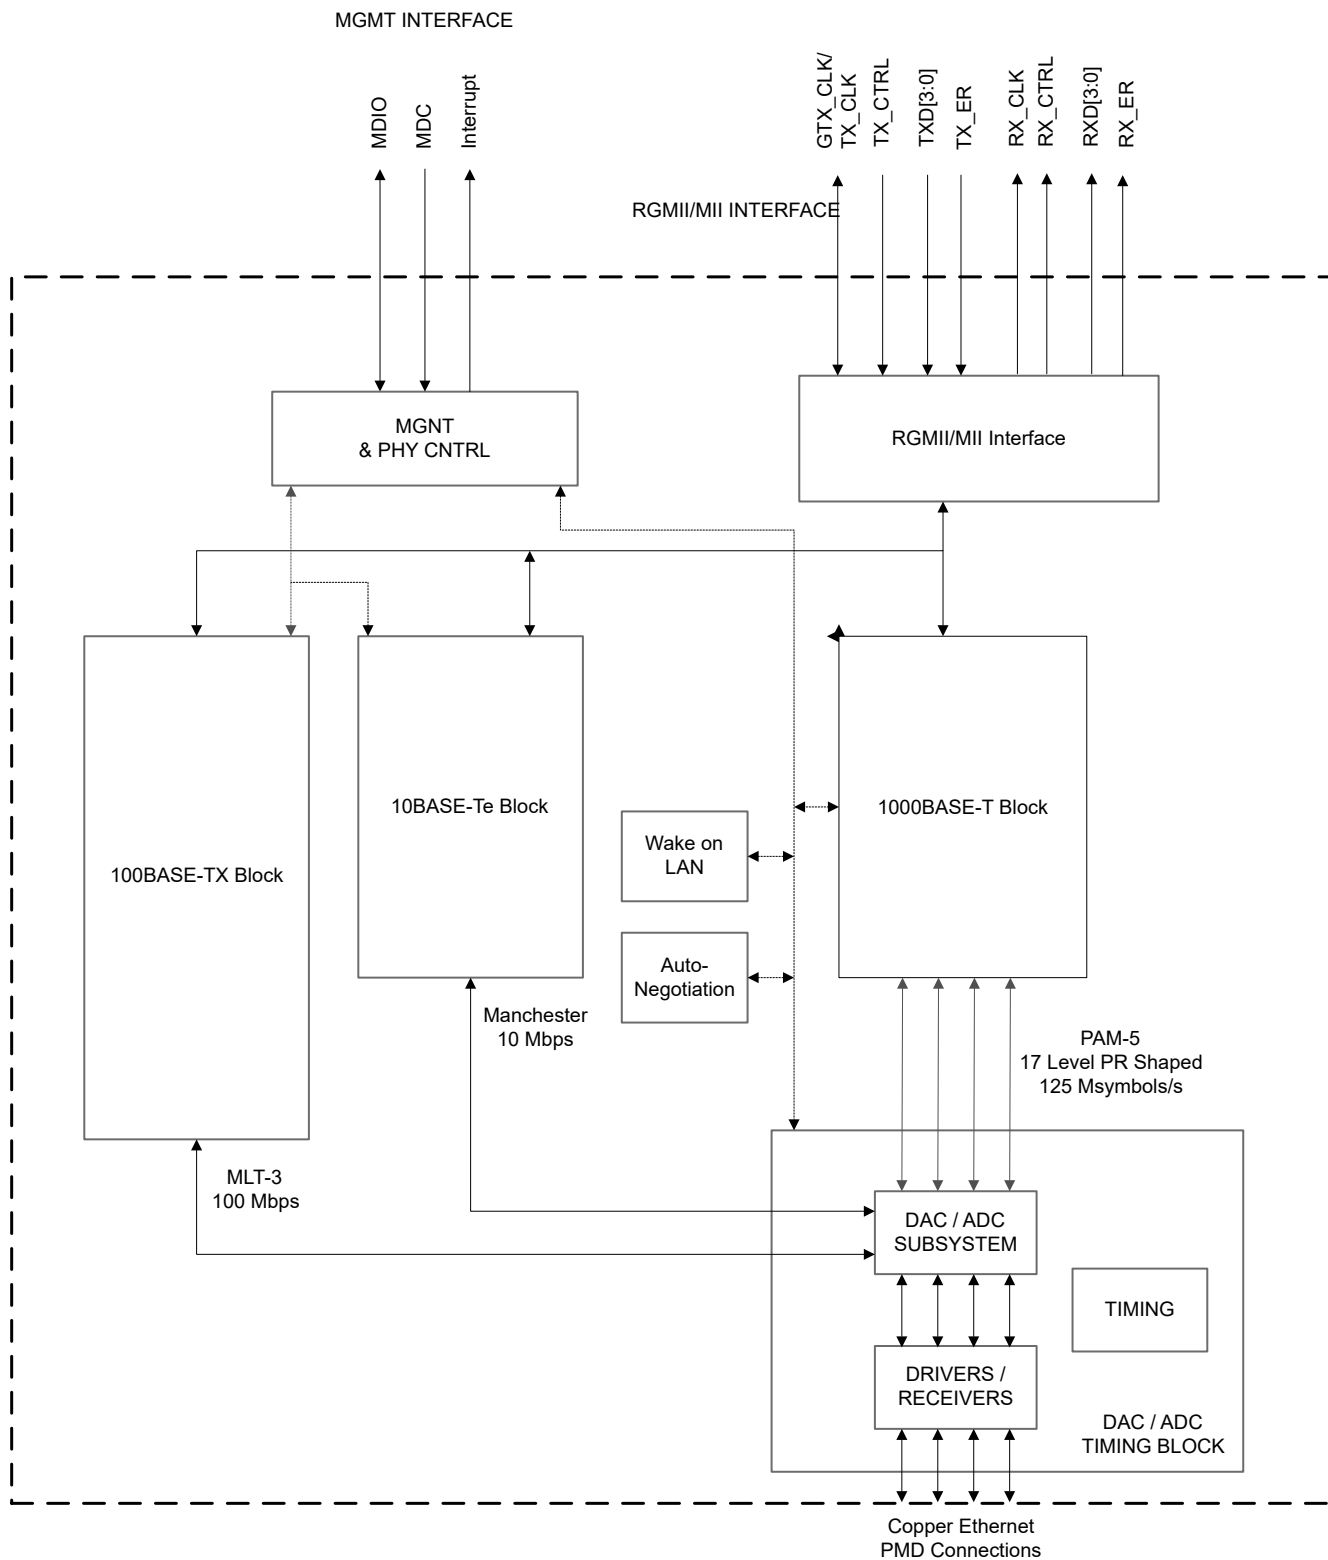 MGMT INTERFACE
MDIO
MDC
Interrupt
GTX_CLK/
TX_CLK
TX_CTRL
TXD[3:0]
TX_ER
RX_CLK
RX_CTRL
RXD[3:0]
RX_ER
RGMII/MII INTERFACE
MGNT
& PHY CNTRL
RGMII/MII Interface
100BASE-TX Block
10BASE-Te Block
1000BASE-T Block
Wake on
LAN
Auto-
Negotiation
Manchester
10 Mbps
PAM-5
17 Level PR Shaped
125 Msymbols/s
MLT-3
100 Mbps
DAC / ADC
SUBSYSTEM
TIMING
DRIVERS /
RECEIVERS
DAC / ADC
TIMING BLOCK
Copper Ethernet
PMD Connections